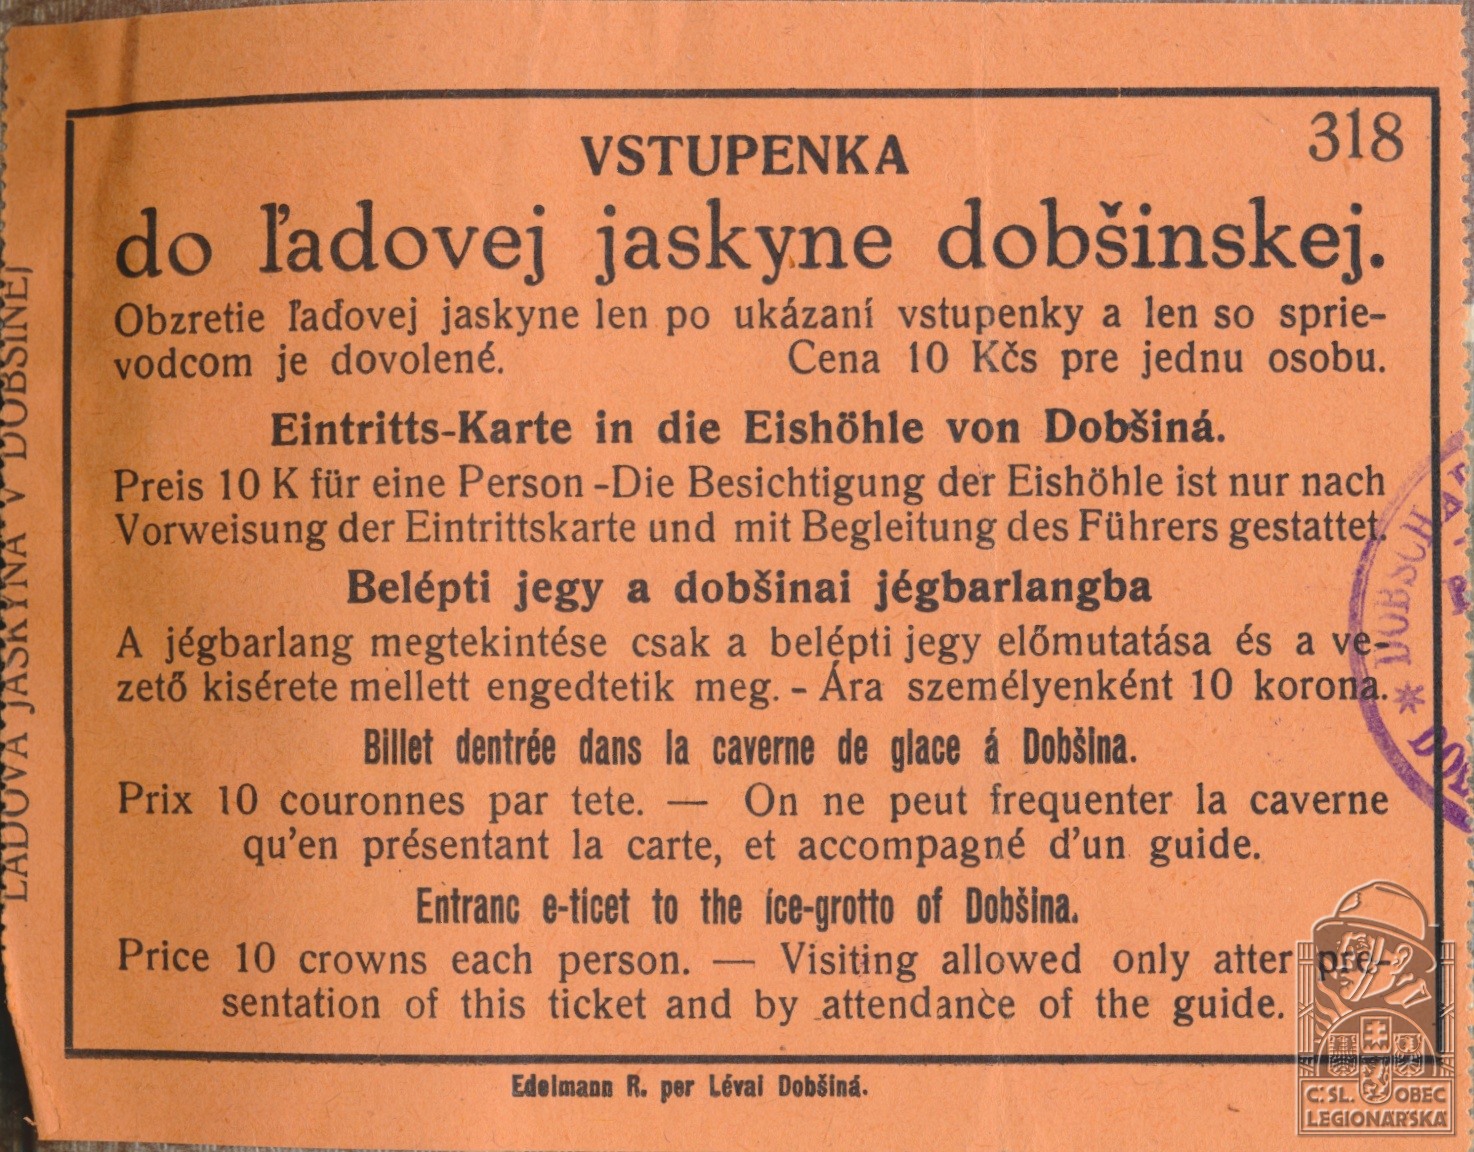 318
VSTUPENKA
do ľadovej jaskyne dobšinskej.
Obzretie ľaďovej jaskyne len po ukázaní vstupenky a len so sprie-
vodcom je dovolené. Cena 10 Kčs pre jednu osobu.
Eintritts-Karte in die Eishöhle von Dobšiná.
Preis 10 K für eine Person - Die Besichtigung der Eishöhle ist nur nach
Vorweisung der Eintrittskarte und mit Begleitung des Führers gestattet.
Belépti jegy a dobšinai jégbarlangba
A jégbarlang megtekintése csak a belépti jegy előmutatása és a ve-
zető kisérete mellett engedtetik meg. - Ára személyenként 10 korona.
Billet dentrée dans la caverne de glace á Dobšina.
Prix 10 couronnes par tete. — On ne peut frequenter la caverne
qu'en présentant la carte, et accompagné d'un guide.
Entranc e-ticet to the íce-grotto of Dobšina.
Price 10 crowns each person. — Visiting allowed only atter pre-
sentation of this ticket and by attendance of the guide.
Edelmann R. per Lévai Dobšiná.
ĽADOVÁ JASKYŇA V DOBŠINEJ
DOBSCHAU
Č. SL. OBEC
LEGIONÁŘSKÁ